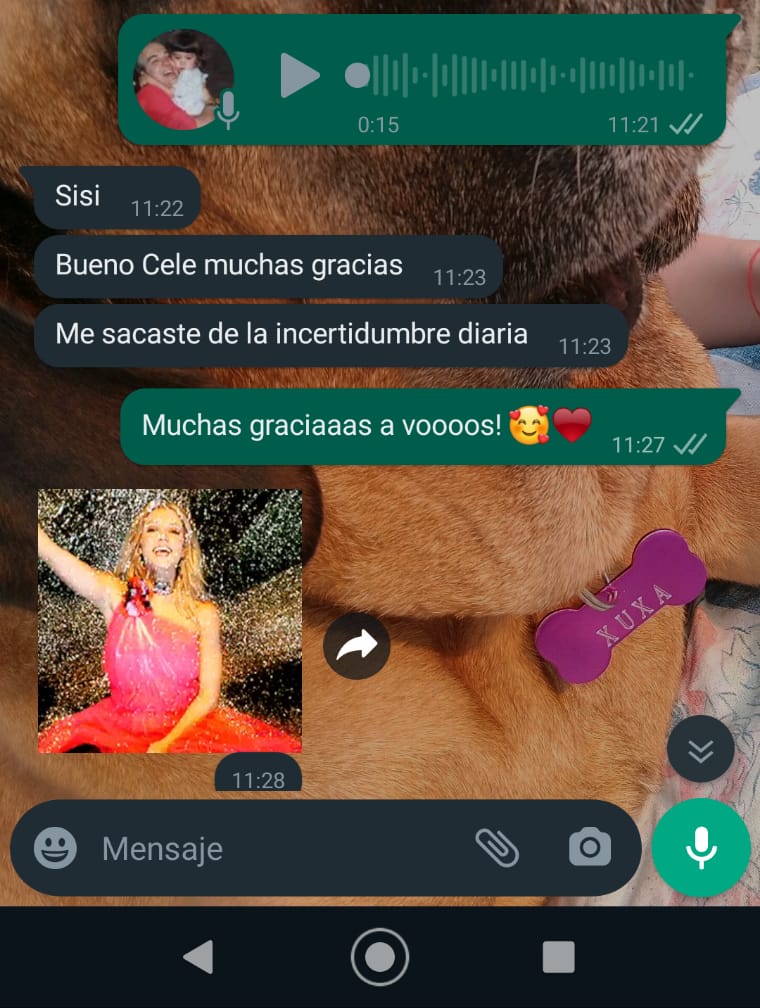 0:15 11:21
Sisi 11:22
Bueno Cele muchas gracias 11:23
Me sacaste de la incertidumbre diaria 11:23
Muchas graciaaas a voooos! 🥰❤️ 11:27
XUXA
11:28
Mensaje